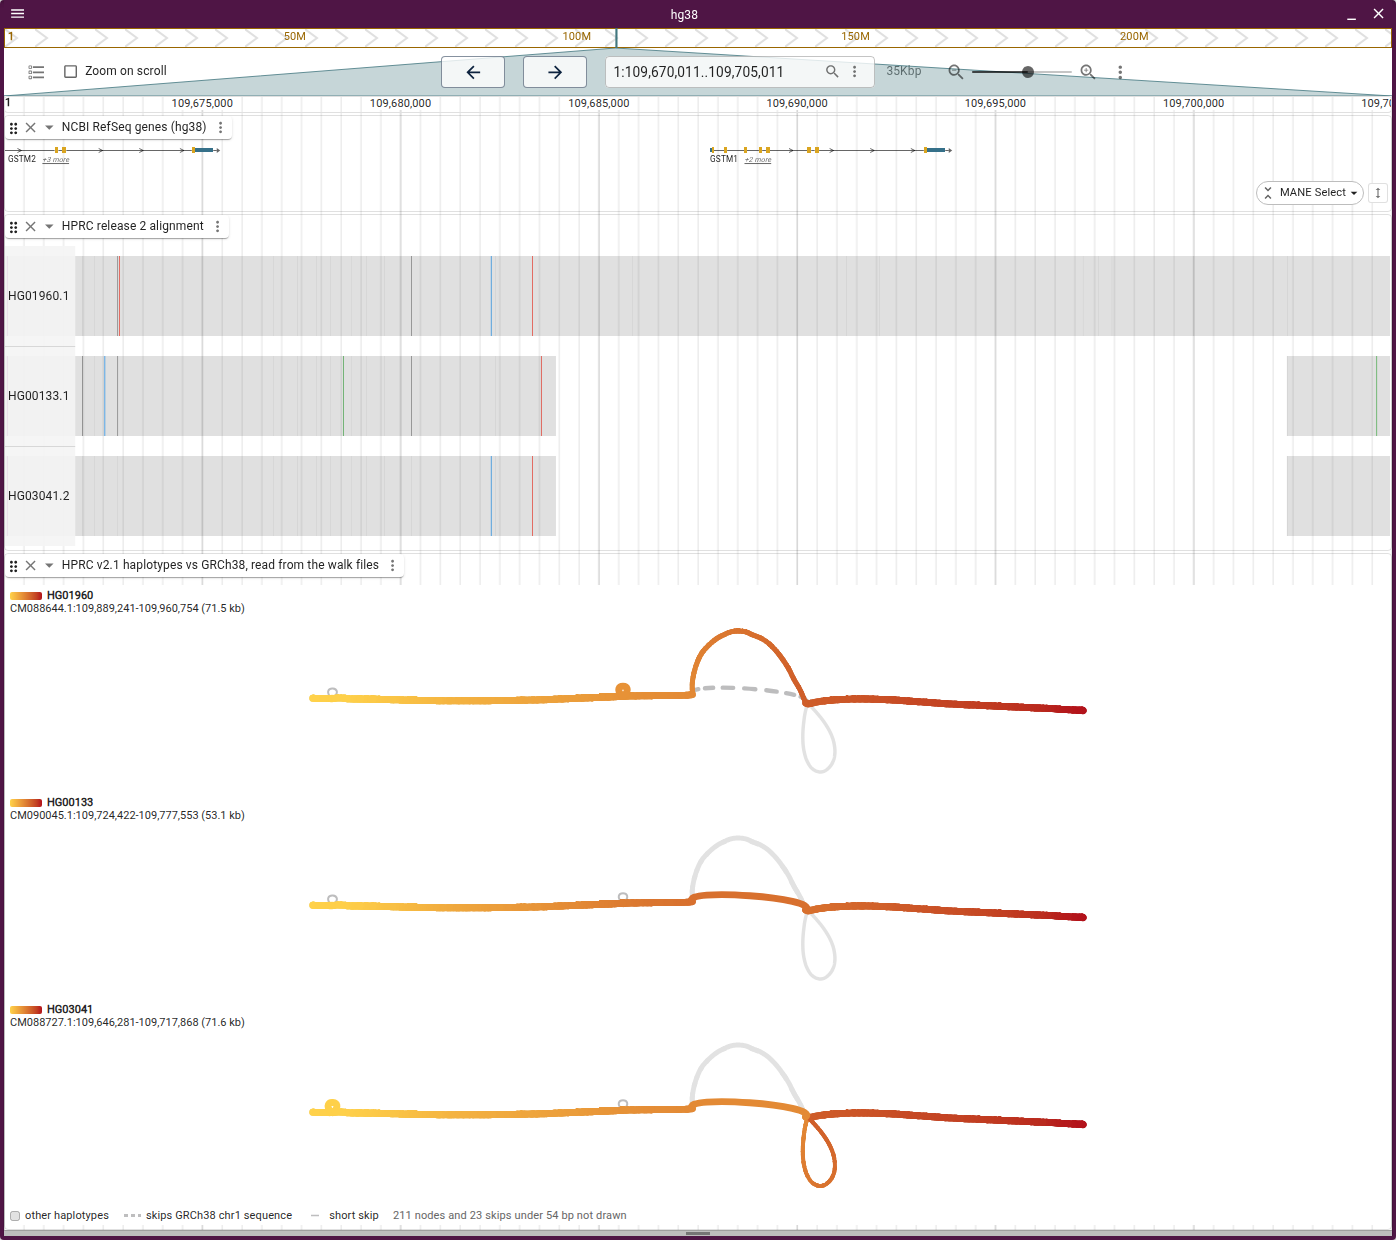 hg38
1
50M
100M
150M
200M
Zoom on scroll
1:109,670,011..109,705,011
35Kbp
1
109,675,000
109,680,000
109,685,000
109,690,000
109,695,000
109,700,000
109,70
NCBI RefSeq genes (hg38)
GSTM2
+3 more
GSTM1
+2 more
MANE Select
HPRC release 2 alignment
HG01960.1
HG00133.1
HG03041.2
HPRC v2.1 haplotypes vs GRCh38, read from the walk files
HG01960
CM088644.1:109,889,241-109,960,754 (71.5 kb)
HG00133
CM090045.1:109,724,422-109,777,553 (53.1 kb)
HG03041
CM088727.1:109,646,281-109,717,868 (71.6 kb)
other haplotypes
skips GRCh38 chr1 sequence
short skip
211 nodes and 23 skips under 54 bp not drawn